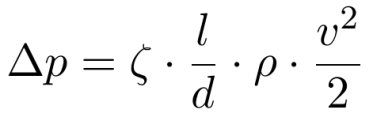 Δp = ζ · l/d · ρ · v²/2